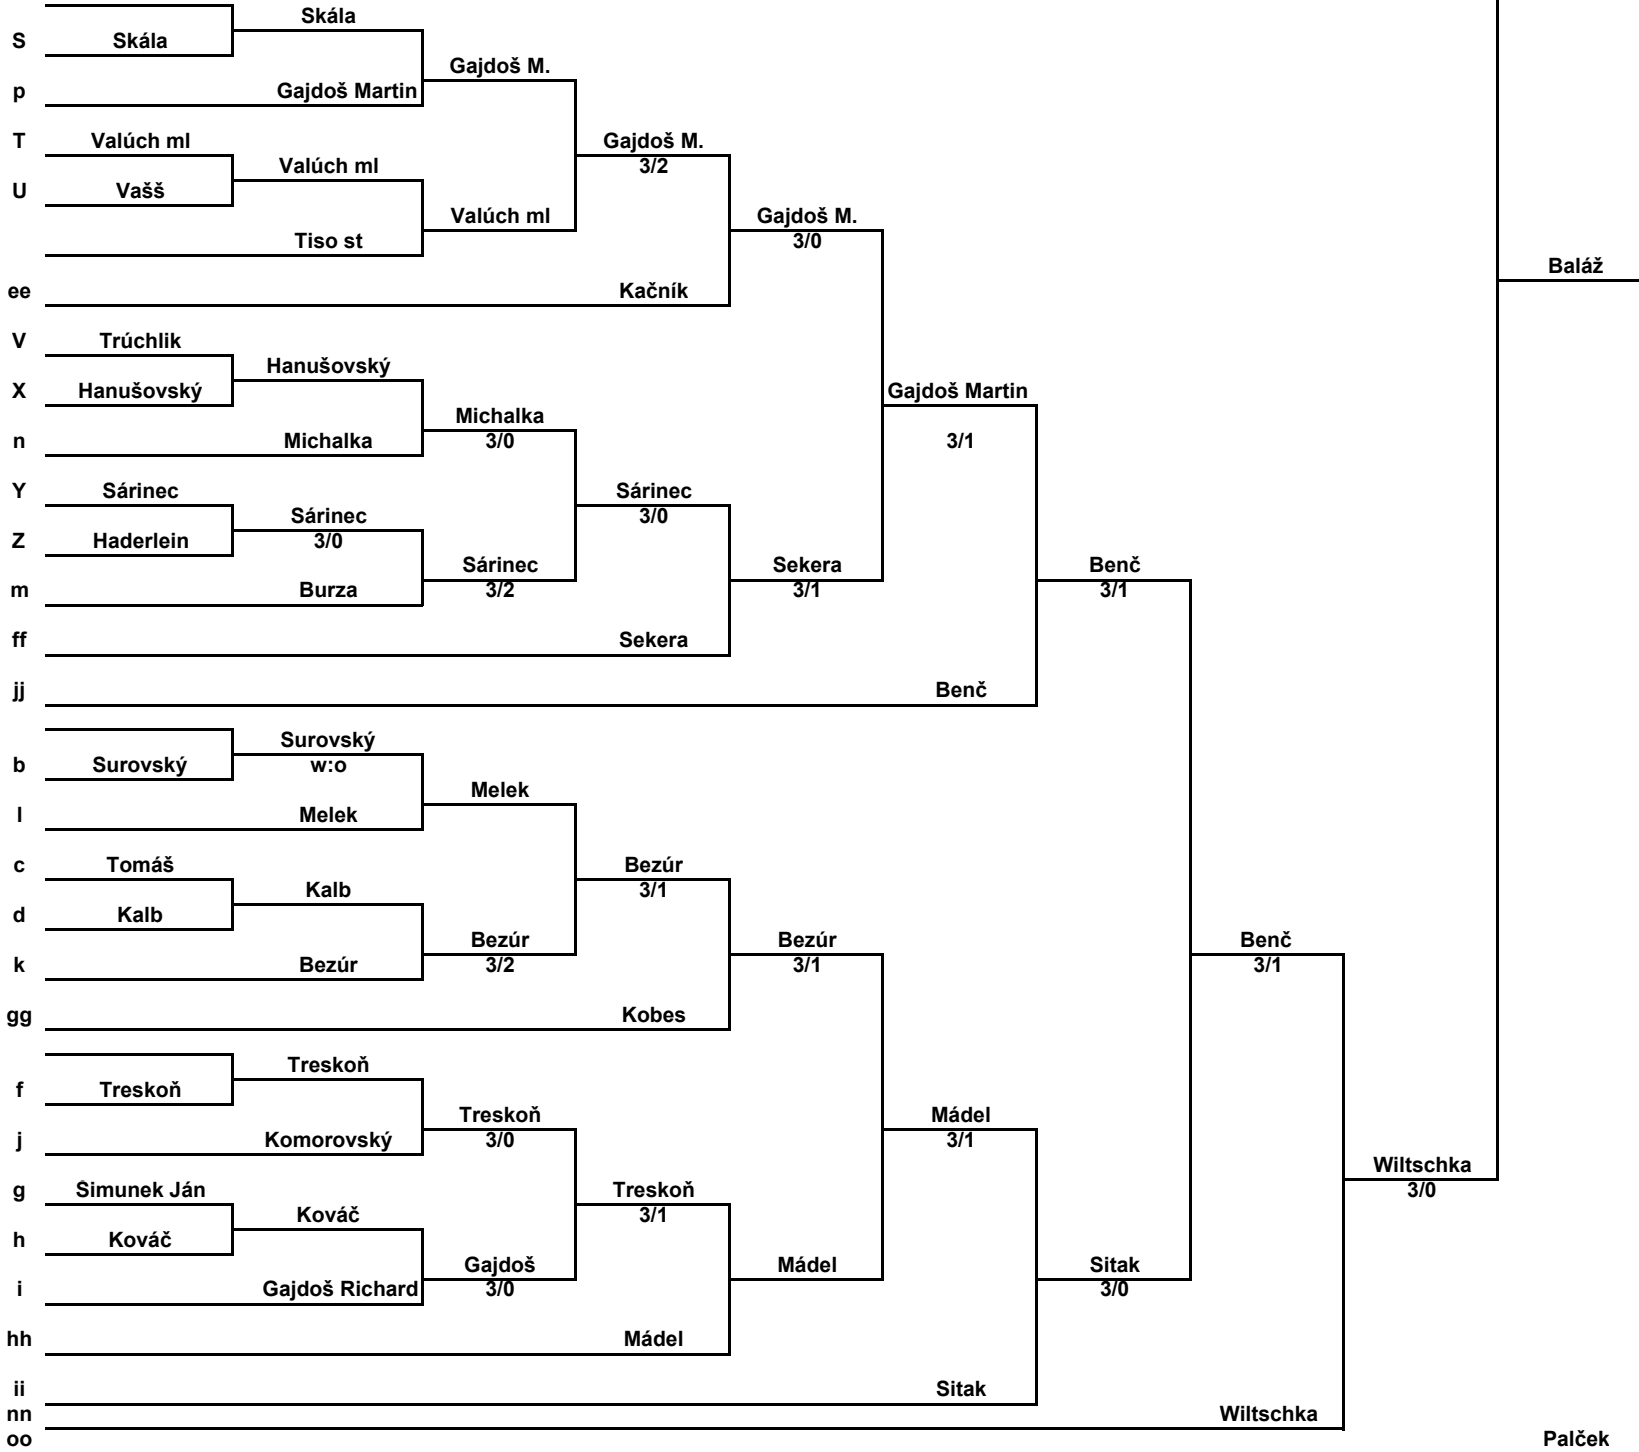 Skála
S Skála
Gajdoš M.
p Gajdoš Martin
T Valúch ml Gajdoš M.
Valúch ml 3/2
U Vašš
Valúch ml Gajdoš M.
Tiso st 3/0
Baláž
ee Kačník
V Trúchlik
Hanušovský
X Hanušovský Gajdoš Martin
Michalka
n Michalka 3/0 3/1
Y Sárinec Sárinec
Sárinec 3/0
Z Haderlein 3/0
Sárinec Sekera Benč
m Burza 3/2 3/1 3/1
ff Sekera
jj Benč
Surovský
b Surovský w:o
Melek
l Melek
c Tomáš Bezúr
Kalb 3/1
d Kalb
Bezúr Bezúr Benč
k Bezúr 3/2 3/1 3/1
gg Kobes
Treskoň
f Treskoň
Treskoň Mádel
j Komorovský 3/0 3/1
Wiltschka
g Šimunek Ján Treskoň 3/0
Kováč 3/1
h Kováč
Gajdoš Mádel Sitak
i Gajdoš Richard 3/0 3/0
hh Mádel
ii Sitak
nn Wiltschka
oo Palček